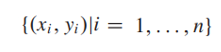 {(xᵢ, yᵢ)|i = 1, . . . , n}